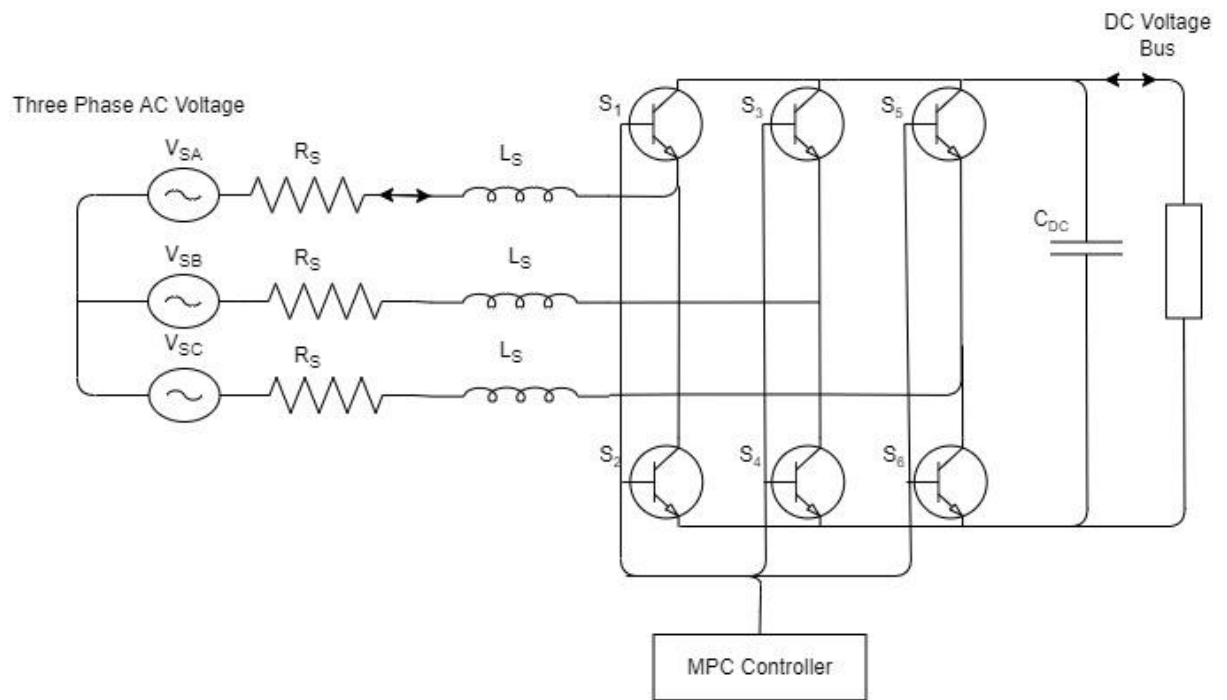 DC Voltage
Bus
Three Phase AC Voltage
S1
S3
S5
VSA
RS
LS
CDC
VSB
RS
LS
VSC
RS
LS
S2
S4
S6
MPC Controller